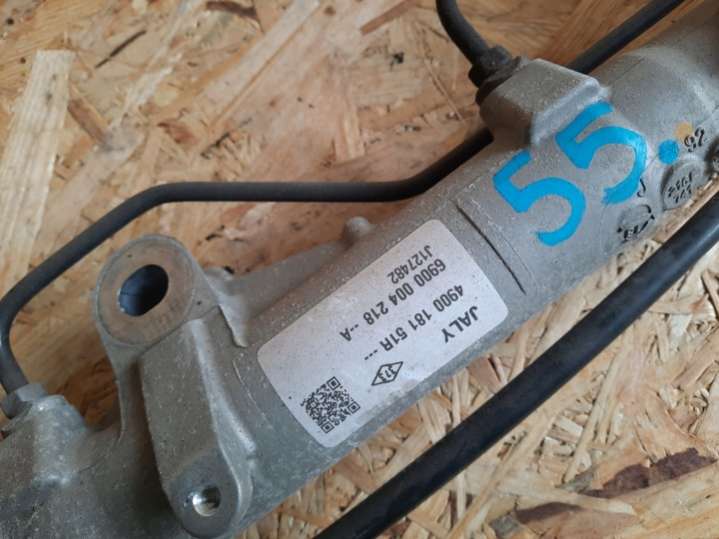 JALY
4900 181 51R ---
6900 004 218 --A
J127482
55.